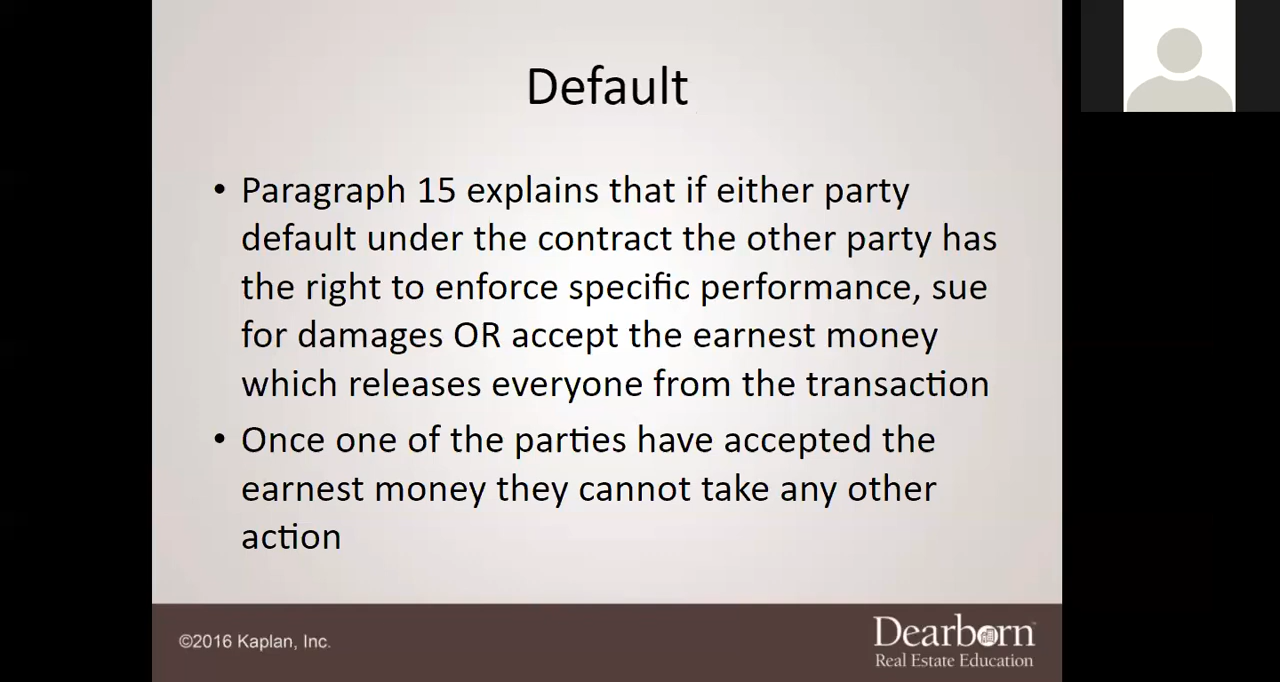 Default
• Paragraph 15 explains that if either party
default under the contract the other party has
the right to enforce specific performance, sue
for damages OR accept the earnest money
which releases everyone from the transaction
• Once one of the parties have accepted the
earnest money they cannot take any other
action
©2016 Kaplan, Inc.
Dearborn™
Real Estate Education